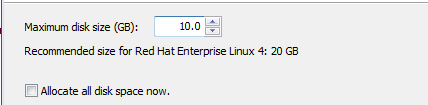 Maximum disk size (GB): 10.0
Recommended size for Red Hat Enterprise Linux 4: 20 GB
Allocate all disk space now.